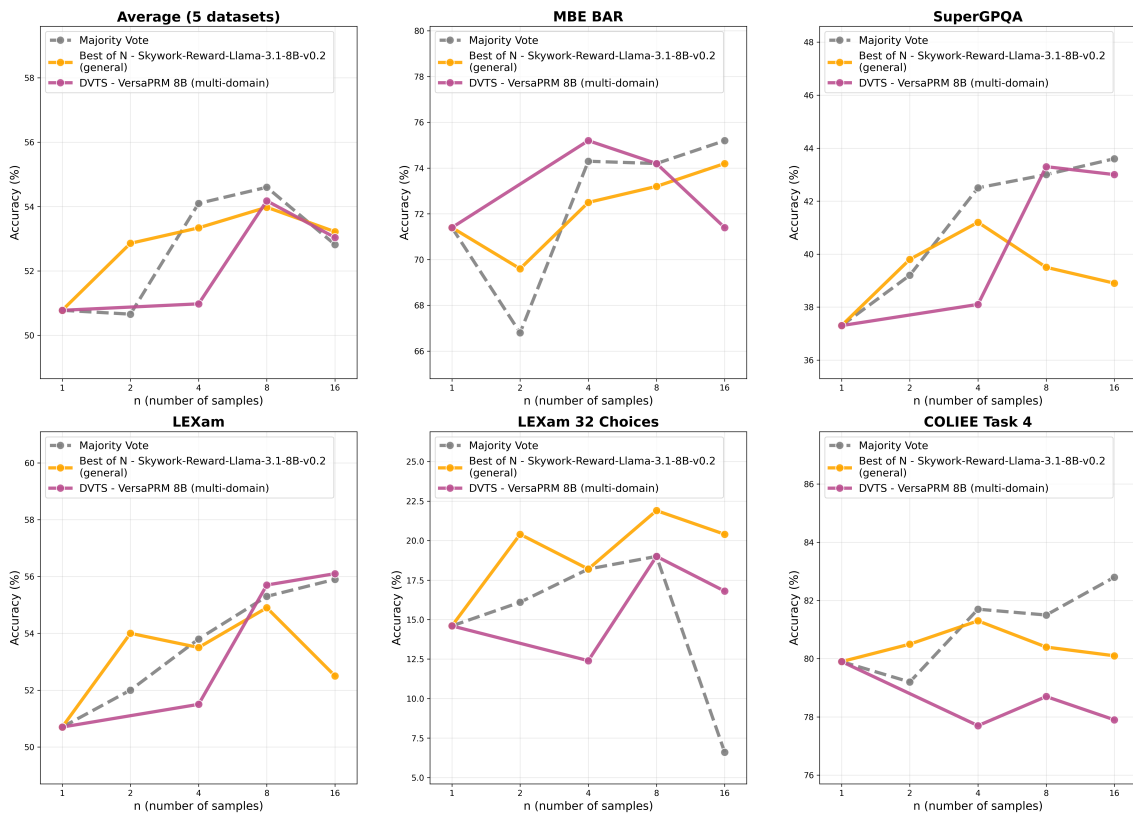 Average (5 datasets)
Majority Vote
Best of N - Skywork-Reward-Llama-3.1-8B-v0.2
(general)
DVTS - VersaPRM 8B (multi-domain)
Accuracy (%)
58
56
54
52
50
1 2 4 8 16
n (number of samples)
MBE BAR
Majority Vote
Best of N - Skywork-Reward-Llama-3.1-8B-v0.2
(general)
DVTS - VersaPRM 8B (multi-domain)
Accuracy (%)
80
78
76
74
72
70
68
66
1 2 4 8 16
n (number of samples)
SuperGPQA
Majority Vote
Best of N - Skywork-Reward-Llama-3.1-8B-v0.2
(general)
DVTS - VersaPRM 8B (multi-domain)
Accuracy (%)
48
46
44
42
40
38
36
1 2 4 8 16
n (number of samples)
LEXam
Majority Vote
Best of N - Skywork-Reward-Llama-3.1-8B-v0.2
(general)
DVTS - VersaPRM 8B (multi-domain)
Accuracy (%)
60
58
56
54
52
50
1 2 4 8 16
n (number of samples)
LEXam 32 Choices
Majority Vote
Best of N - Skywork-Reward-Llama-3.1-8B-v0.2
(general)
DVTS - VersaPRM 8B (multi-domain)
Accuracy (%)
25.0
22.5
20.0
17.5
15.0
12.5
10.0
7.5
5.0
1 2 4 8 16
n (number of samples)
COLIEE Task 4
Majority Vote
Best of N - Skywork-Reward-Llama-3.1-8B-v0.2
(general)
DVTS - VersaPRM 8B (multi-domain)
Accuracy (%)
86
84
82
80
78
76
1 2 4 8 16
n (number of samples)